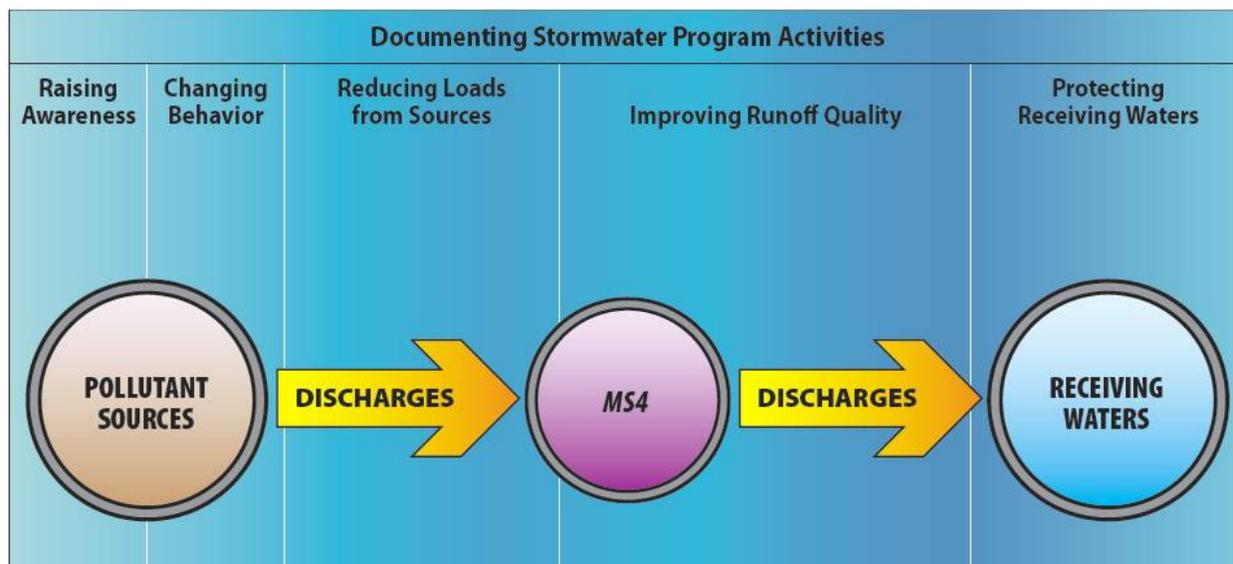 Documenting Stormwater Program Activities
Raising
Awareness
Changing
Behavior
Reducing Loads
from Sources
Improving Runoff Quality
Protecting
Receiving Waters
POLLUTANT
SOURCES
DISCHARGES
MS4
DISCHARGES
RECEIVING
WATERS